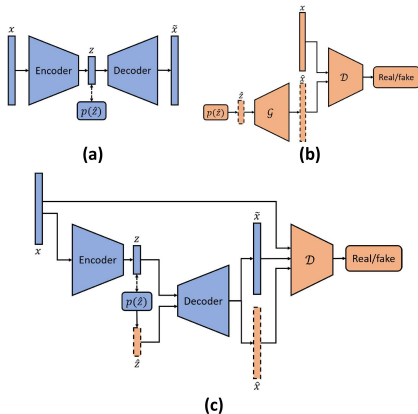 x
Encoder
z
Decoder
x̃
p(ẑ)
(a)
x
p(ẑ)
ẑ
𝒢
x̂
𝒟
Real/fake
(b)
x
Encoder
z
p(ẑ)
ẑ
Decoder
x̃
x̂
𝒟
Real/fake
(c)